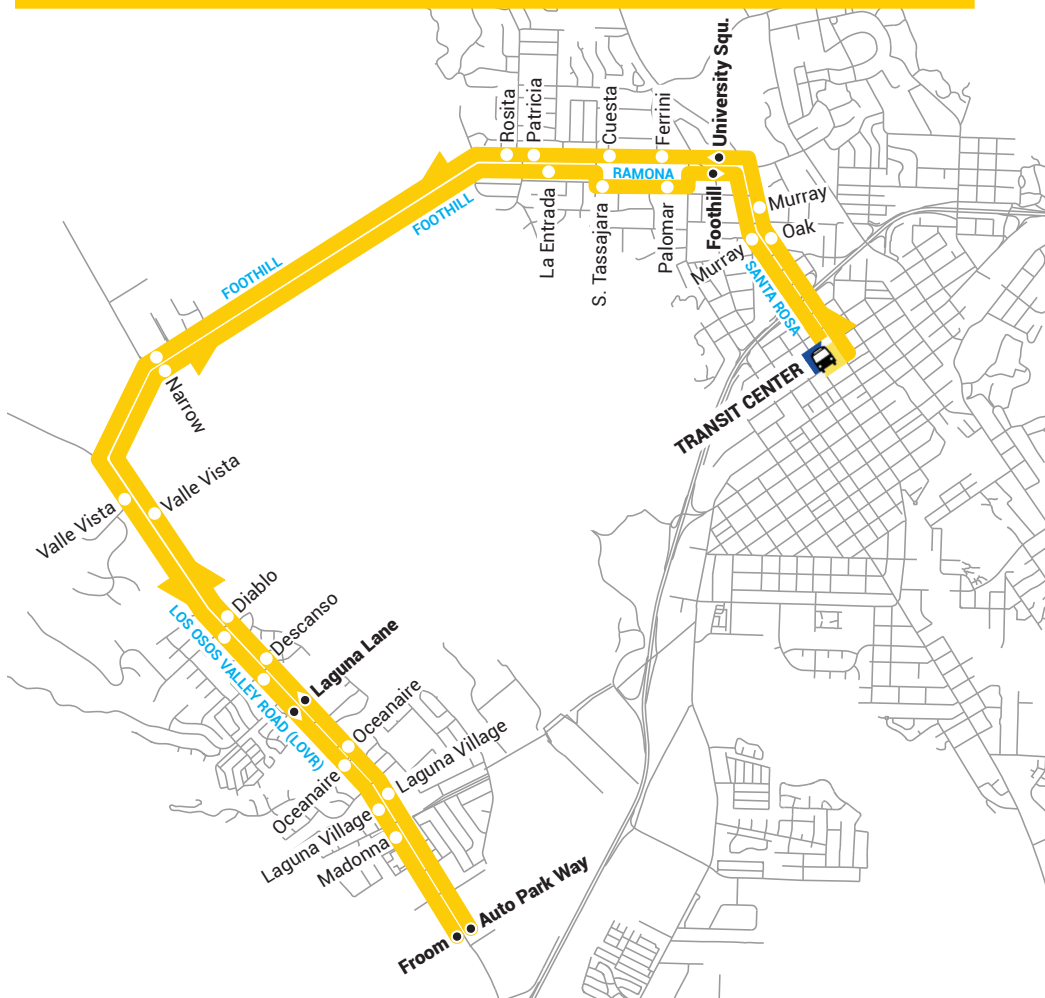 University Squ.
Rosita
Patricia
Cuesta
Ferrini
RAMONA
Murray
Oak
Foothill
La Entrada
S. Tassajara
Palomar
Murray
FOOTHILL
FOOTHILL
SANTA ROSA
TRANSIT CENTER
Narrow
Valle Vista
Valle Vista
Diablo
Descanso
LOS OSOS VALLEY ROAD (LOVR)
Laguna Lane
Oceanaire
Oceanaire
Laguna Village
Laguna Village
Madonna
Auto Park Way
Froom